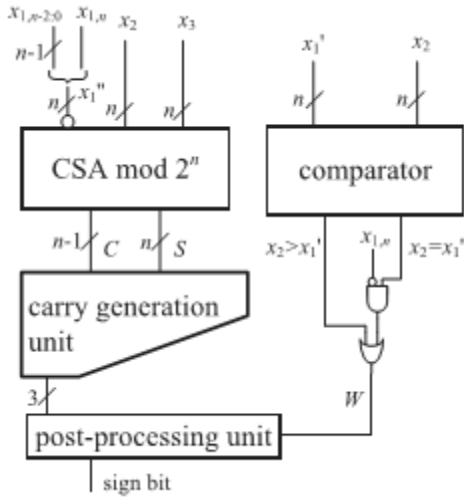 x₁,ₙ₋₂:₀ x₁,ₙ x₂ x₃
n-1
n x₁'' n n
CSA mod 2ⁿ
n-1 C n S
carry generation
unit
3
post-processing unit
sign bit
x₁' x₂
n n
comparator
x₂>x₁' x₁,ₙ x₂=x₁'
W